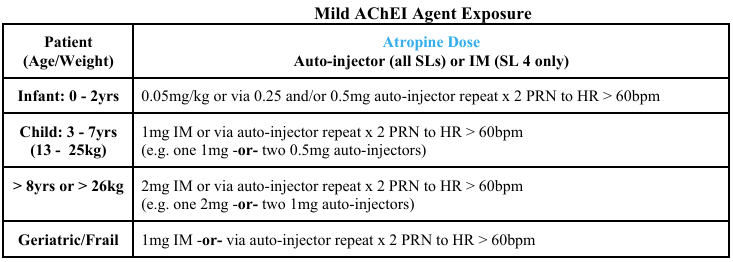 Mild AChEI Agent Exposure
Patient
(Age/Weight)
Atropine Dose
Auto-injector (all SLs) or IM (SL 4 only)
Infant: 0 - 2yrs
0.05mg/kg or via 0.25 and/or 0.5mg auto-injector repeat x 2 PRN to HR > 60bpm
Child: 3 - 7yrs
(13 - 25kg)
1mg IM or via auto-injector repeat x 2 PRN to HR > 60bpm
(e.g. one 1mg -or- two 0.5mg auto-injectors)
> 8yrs or > 26kg
2mg IM or via auto-injector repeat x 2 PRN to HR > 60bpm
(e.g. one 2mg -or- two 1mg auto-injectors)
Geriatric/Frail
1mg IM -or- via auto-injector repeat x 2 PRN to HR > 60bpm